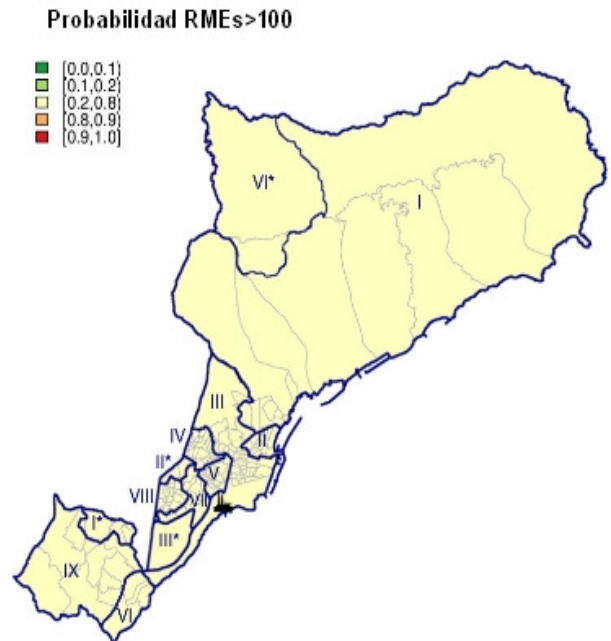 Probabilidad RMEs>100
[0.0,0.1)
[0.1,0.2)
[0.2,0.8)
[0.8,0.9)
[0.9,1.0]
VI*
I
III
IV
II
II*
V
VIII
VII
I*
III*
IX
VI